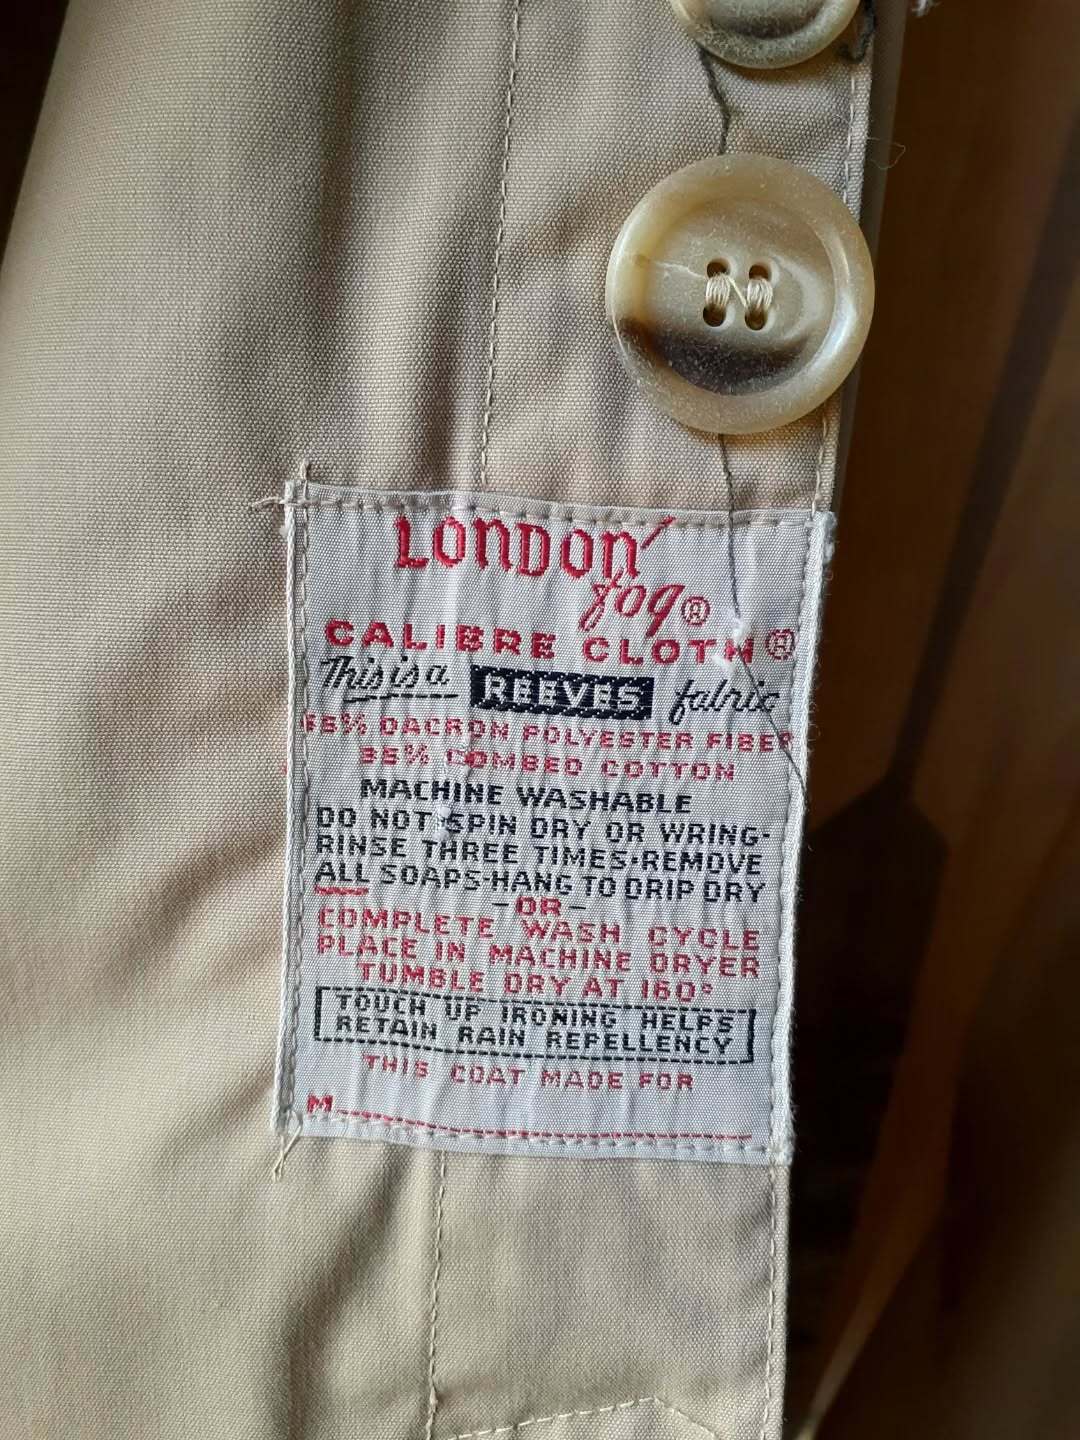 LONDON
fog®
CALIBRE CLOTH®
This is a REEVES fabric
65% DACRON POLYESTER FIBER
35% COMBED COTTON
MACHINE WASHABLE
DO NOT SPIN DRY OR WRING-
RINSE THREE TIMES·REMOVE
ALL SOAPS-HANG TO DRIP DRY
-OR-
COMPLETE WASH CYCLE
PLACE IN MACHINE DRYER
TUMBLE DRY AT 160°
TOUCH UP IRONING HELPS
RETAIN RAIN REPELLENCY
THIS COAT MADE FOR
M